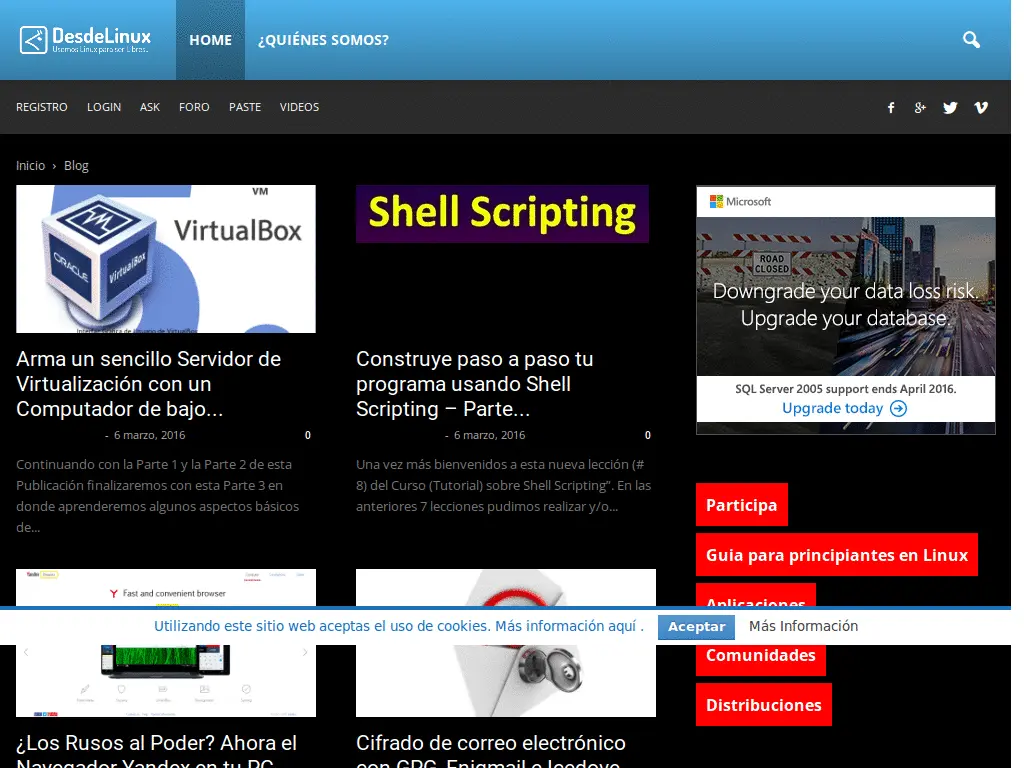 DesdeLinux
Usemos Linux para ser Libres.
HOME
¿QUIÉNES SOMOS?
REGISTRO LOGIN ASK FORO PASTE VIDEOS
Inicio › Blog
VM
VirtualBox
ORACLE
VirtualBox
Interfaz Gráfica de Usuario de VirtualBox
Arma un sencillo Servidor de
Virtualización con un
Computador de bajo...
- 6 marzo, 2016 0
Continuando con la Parte 1 y la Parte 2 de esta
Publicación finalizaremos con esta Parte 3 en
donde aprenderemos algunos aspectos básicos
de...
Shell Scripting
Construye paso a paso tu
programa usando Shell
Scripting – Parte...
- 6 marzo, 2016 0
Una vez más bienvenidos a esta nueva lección (#
8) del Curso (Tutorial) sobre Shell Scripting". En las
anteriores 7 lecciones pudimos realizar y/o...
Microsoft
ROAD
CLOSED
Downgrade your data loss risk.
Upgrade your database.
SQL Server 2005 support ends April 2016.
Upgrade today
Participa
Guia para principiantes en Linux
Aplicaciones
Comunidades
Distribuciones
Fast and convenient browser
Utilizando este sitio web aceptas el uso de cookies. Más información aquí .
Aceptar
Más Información
¿Los Rusos al Poder? Ahora el
Navegador Yandex en tu PC
Cifrado de correo electrónico
con GPG, Enigmail e Icedove